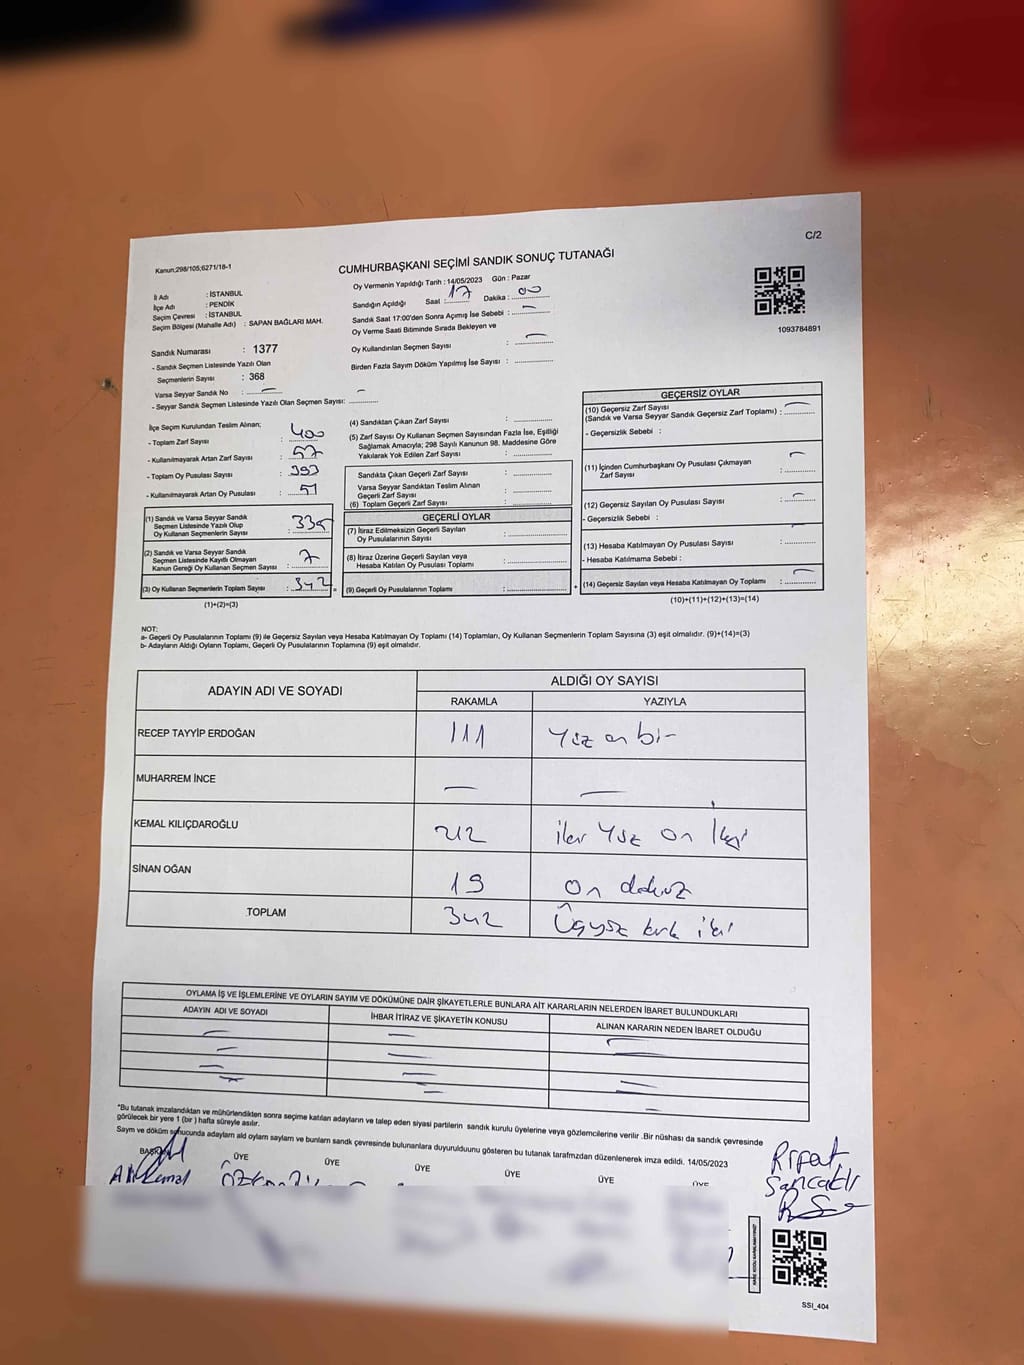 C/2
Kanun:298/105;6271/18-1
CUMHURBAŞKANI SEÇİMİ SANDIK SONUÇ TUTANAĞI
İl Adı : İSTANBUL
İlçe Adı : PENDİK
Seçim Çevresi : İSTANBUL
Seçim Bölgesi (Mahalle Adı) : SAPAN BAĞLARI MAH.
Oy Vermenin Yapıldığı Tarih : 14/05/2023 Gün : Pazar
Sandığın Açıldığı Saat : 17 Dakika : 00
Sandık Saat 17:00'den Sonra Açımış İse Sebebi : —
Oy Verme Saati Bitiminde Sırada Bekleyen ve
Oy Kullandırılan Seçmen Sayısı : —
Birden Fazla Sayım Döküm Yapılmış İse Sayısı :
1093784891
Sandık Numarası : 1377
- Sandık Seçmen Listesinde Yazılı Olan
Seçmenlerin Sayısı : 368
Varsa Seyyar Sandık No : —
- Seyyar Sandık Seçmen Listesinde Yazılı Olan Seçmen Sayısı: —
İlçe Seçim Kurulundan Teslim Alınan;
- Toplam Zarf Sayısı : 400
- Kullanılmayarak Artan Zarf Sayısı : 57
- Toplam Oy Pusulası Sayısı : 393
- Kullanılmayarak Artan Oy Pusulası : 51
(1) Sandık ve Varsa Seyyar Sandık
Seçmen Listesinde Yazılı Olup
Oy Kullanan Seçmenlerin Sayısı : 335
(2) Sandık ve Varsa Seyyar Sandık
Seçmen Listesinde Kayıtlı Olmayan
Kanun Gereği Oy Kullanan Seçmen Sayısı : 7
(3) Oy Kullanan Seçmenlerin Toplam Sayısı : 342 =
(1)+(2)=(3)
(4) Sandıktan Çıkan Zarf Sayısı :
(5) Zarf Sayısı Oy Kullanan Seçmen Sayısından Fazla İse, Eşitliği
Sağlamak Amacıyla; 298 Sayılı Kanunun 98. Maddesine Göre
Yakılarak Yok Edilen Zarf Sayısı :
Sandıkta Çıkan Geçerli Zarf Sayısı :
Varsa Seyyar Sandıktan Teslim Alınan
Geçerli Zarf Sayısı :
(6) Toplam Geçerli Zarf Sayısı :
GEÇERLİ OYLAR
(7) İtiraz Edilmeksizin Geçerli Sayılan
Oy Pusulalarının Sayısı :
(8) İtiraz Üzerine Geçerli Sayılan veya
Hesaba Katılan Oy Pusulası Toplamı :
(9) Geçerli Oy Pusulalarının Toplamı : +
GEÇERSİZ OYLAR
(10) Geçersiz Zarf Sayısı
(Sandık ve Varsa Seyyar Sandık Geçersiz Zarf Toplamı) : —
- Geçersizlik Sebebi :
(11) İçinden Cumhurbaşkanı Oy Pusulası Çıkmayan
Zarf Sayısı : —
(12) Geçersiz Sayılan Oy Pusulası Sayısı : —
- Geçersizlik Sebebi :
(13) Hesaba Katılmayan Oy Pusulası Sayısı :
- Hesaba Katılmama Sebebi :
(14) Geçersiz Sayılan veya Hesaba Katılmayan Oy Toplamı : —
(10)+(11)+(12)+(13)=(14)
NOT:
a- Geçerli Oy Pusulalarının Toplamı (9) ile Geçersiz Sayılan veya Hesaba Katılmayan Oy Toplamı (14) Toplamları, Oy Kullanan Seçmenlerin Toplam Sayısına (3) eşit olmalıdır. (9)+(14)=(3)
b- Adayların Aldığı Oyların Toplamı, Geçerli Oy Pusulalarının Toplamına (9) eşit olmalıdır.
ADAYIN ADI VE SOYADI ALDIĞI OY SAYISI
RAKAMLA YAZIYLA
RECEP TAYYİP ERDOĞAN 111 Yüz on bir
MUHARREM İNCE — —
KEMAL KILIÇDAROĞLU 212 iki Yüz on iki
SİNAN OĞAN 19 on dokuz
TOPLAM 342 Üçyüz kırk iki
OYLAMA İŞ VE İŞLEMLERİNE VE OYLARIN SAYIM VE DÖKÜMÜNE DAİR ŞİKAYETLERLE BUNLARA AİT KARARLARIN NELERDEN İBARET BULUNDUKLARI
ADAYIN ADI VE SOYADI İHBAR İTİRAZ VE ŞİKAYETİN KONUSU ALINAN KARARIN NEDEN İBARET OLDUĞU
*Bu tutanak imzalandıktan ve mühürlendikten sonra seçime katılan adayların ve talep eden siyasi partilerin sandık kurulu üyelerine veya gözlemcilerine verilir .Bir nüshası da sandık çevresinde
görülecek bir yere 1 (bir ) hafta süreyle asılır.
Sayım ve döküm sonucunda adayların ald oyların sayların ve bunların sandık çevresinde bulunanlara duyurulduunu gösteren bu tutanak tarafmzdan düzenlenerek imza edildi. 14/05/2023
BAŞKAN ÜYE ÜYE ÜYE ÜYE ÜYE ÜYE
Rıfat
Sancaklı
Ali Kemal
SSI_404